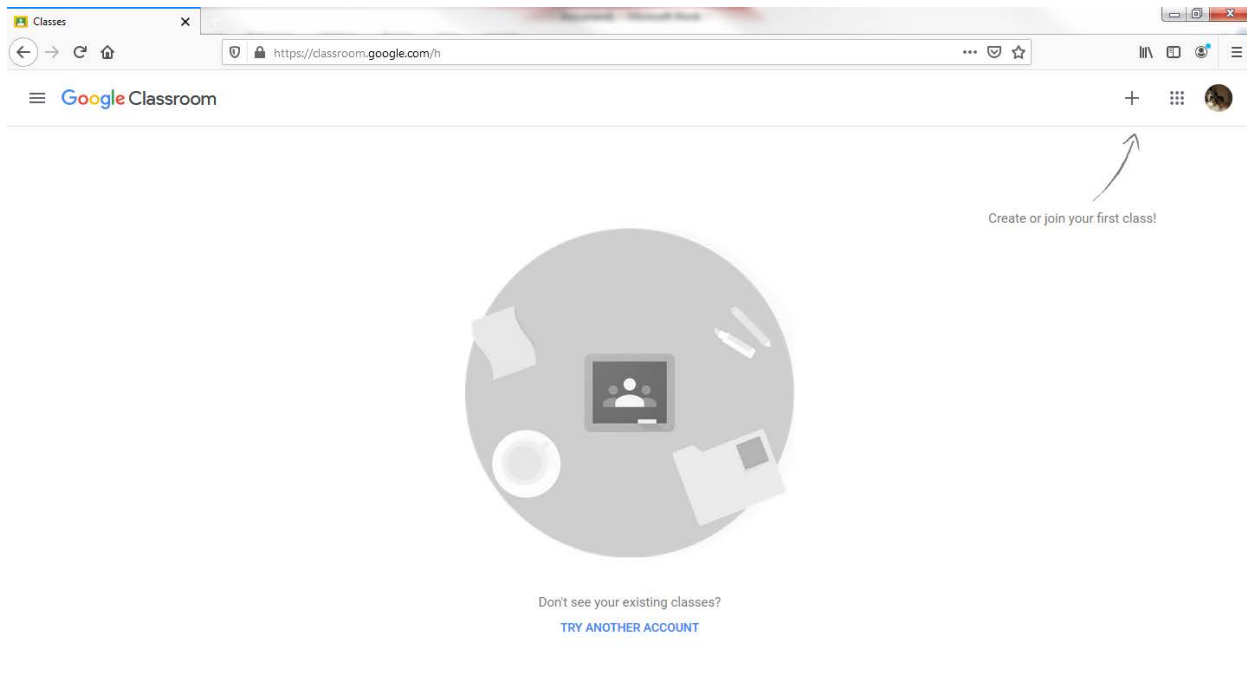 Classes
https://classroom.google.com/h
Google Classroom
Create or join your first class!
Don't see your existing classes?
TRY ANOTHER ACCOUNT